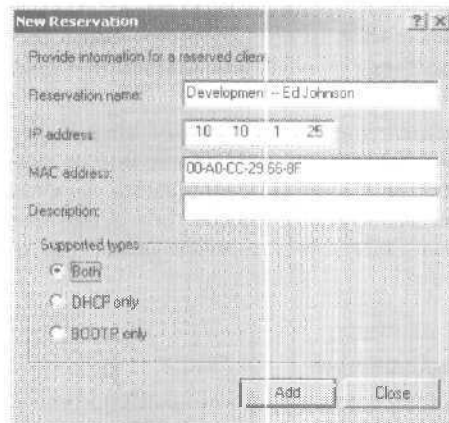 New Reservation
Provide information for a reserved client.
Reservation name: Development -- Ed Johnson
IP address: 10 10 1 25
MAC address: 00-A0-CC-29-66-8F
Description:
Supported types
Both
DHCP only
BOOTP only
Add Close